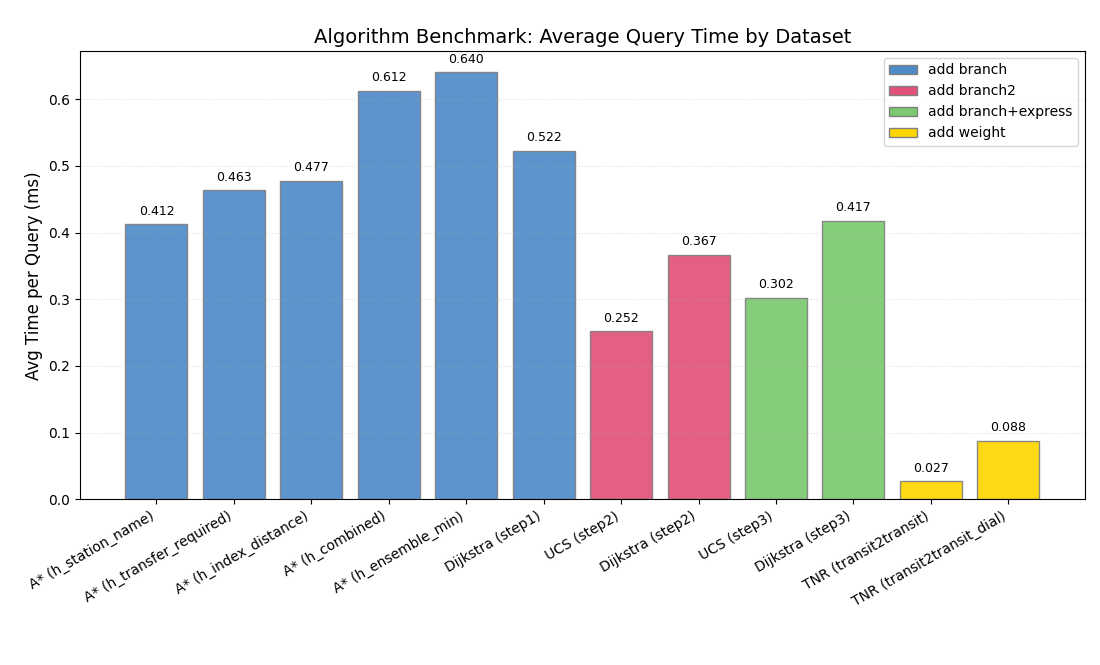 Algorithm Benchmark: Average Query Time by Dataset
Avg Time per Query (ms)
0.6
0.5
0.4
0.3
0.2
0.1
0.0
0.412
0.463
0.477
0.612
0.640
0.522
0.252
0.367
0.302
0.417
0.027
0.088
add branch
add branch2
add branch+express
add weight
A* (h_station_name)
A* (h_transfer_required)
A* (h_index_distance)
A* (h_combined)
A* (h_ensemble_min)
Dijkstra (step1)
UCS (step2)
Dijkstra (step2)
UCS (step3)
Dijkstra (step3)
TNR (transit2transit)
TNR (transit2transit_dial)